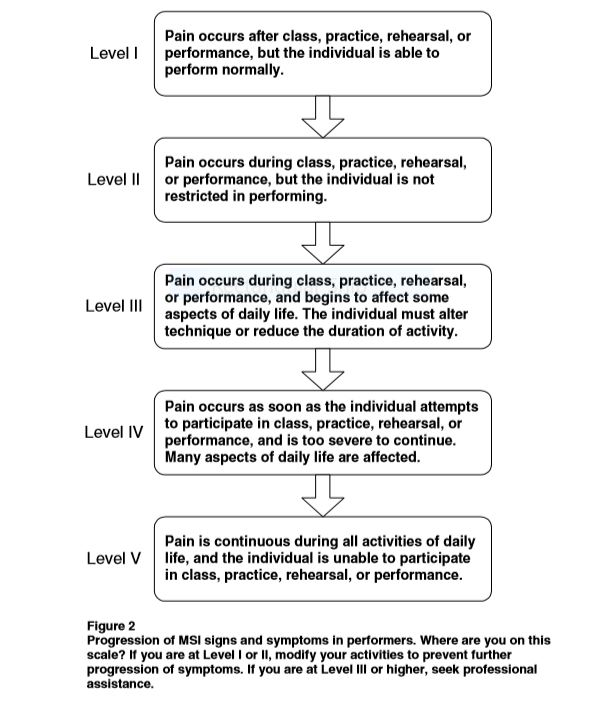 Level I
Pain occurs after class, practice, rehearsal, or
performance, but the individual is able to
perform normally.
Level II
Pain occurs during class, practice, rehearsal,
or performance, but the individual is not
restricted in performing.
Level III
Pain occurs during class, practice, rehearsal,
or performance, and begins to affect some
aspects of daily life. The individual must alter
technique or reduce the duration of activity.
Level IV
Pain occurs as soon as the individual attempts
to participate in class, practice, rehearsal, or
performance, and is too severe to continue.
Many aspects of daily life are affected.
Level V
Pain is continuous during all activities of daily
life, and the individual is unable to participate
in class, practice, rehearsal, or performance.
Figure 2
Progression of MSI signs and symptoms in performers. Where are you on this
scale? If you are at Level I or II, modify your activities to prevent further
progression of symptoms. If you are at Level III or higher, seek professional
assistance.